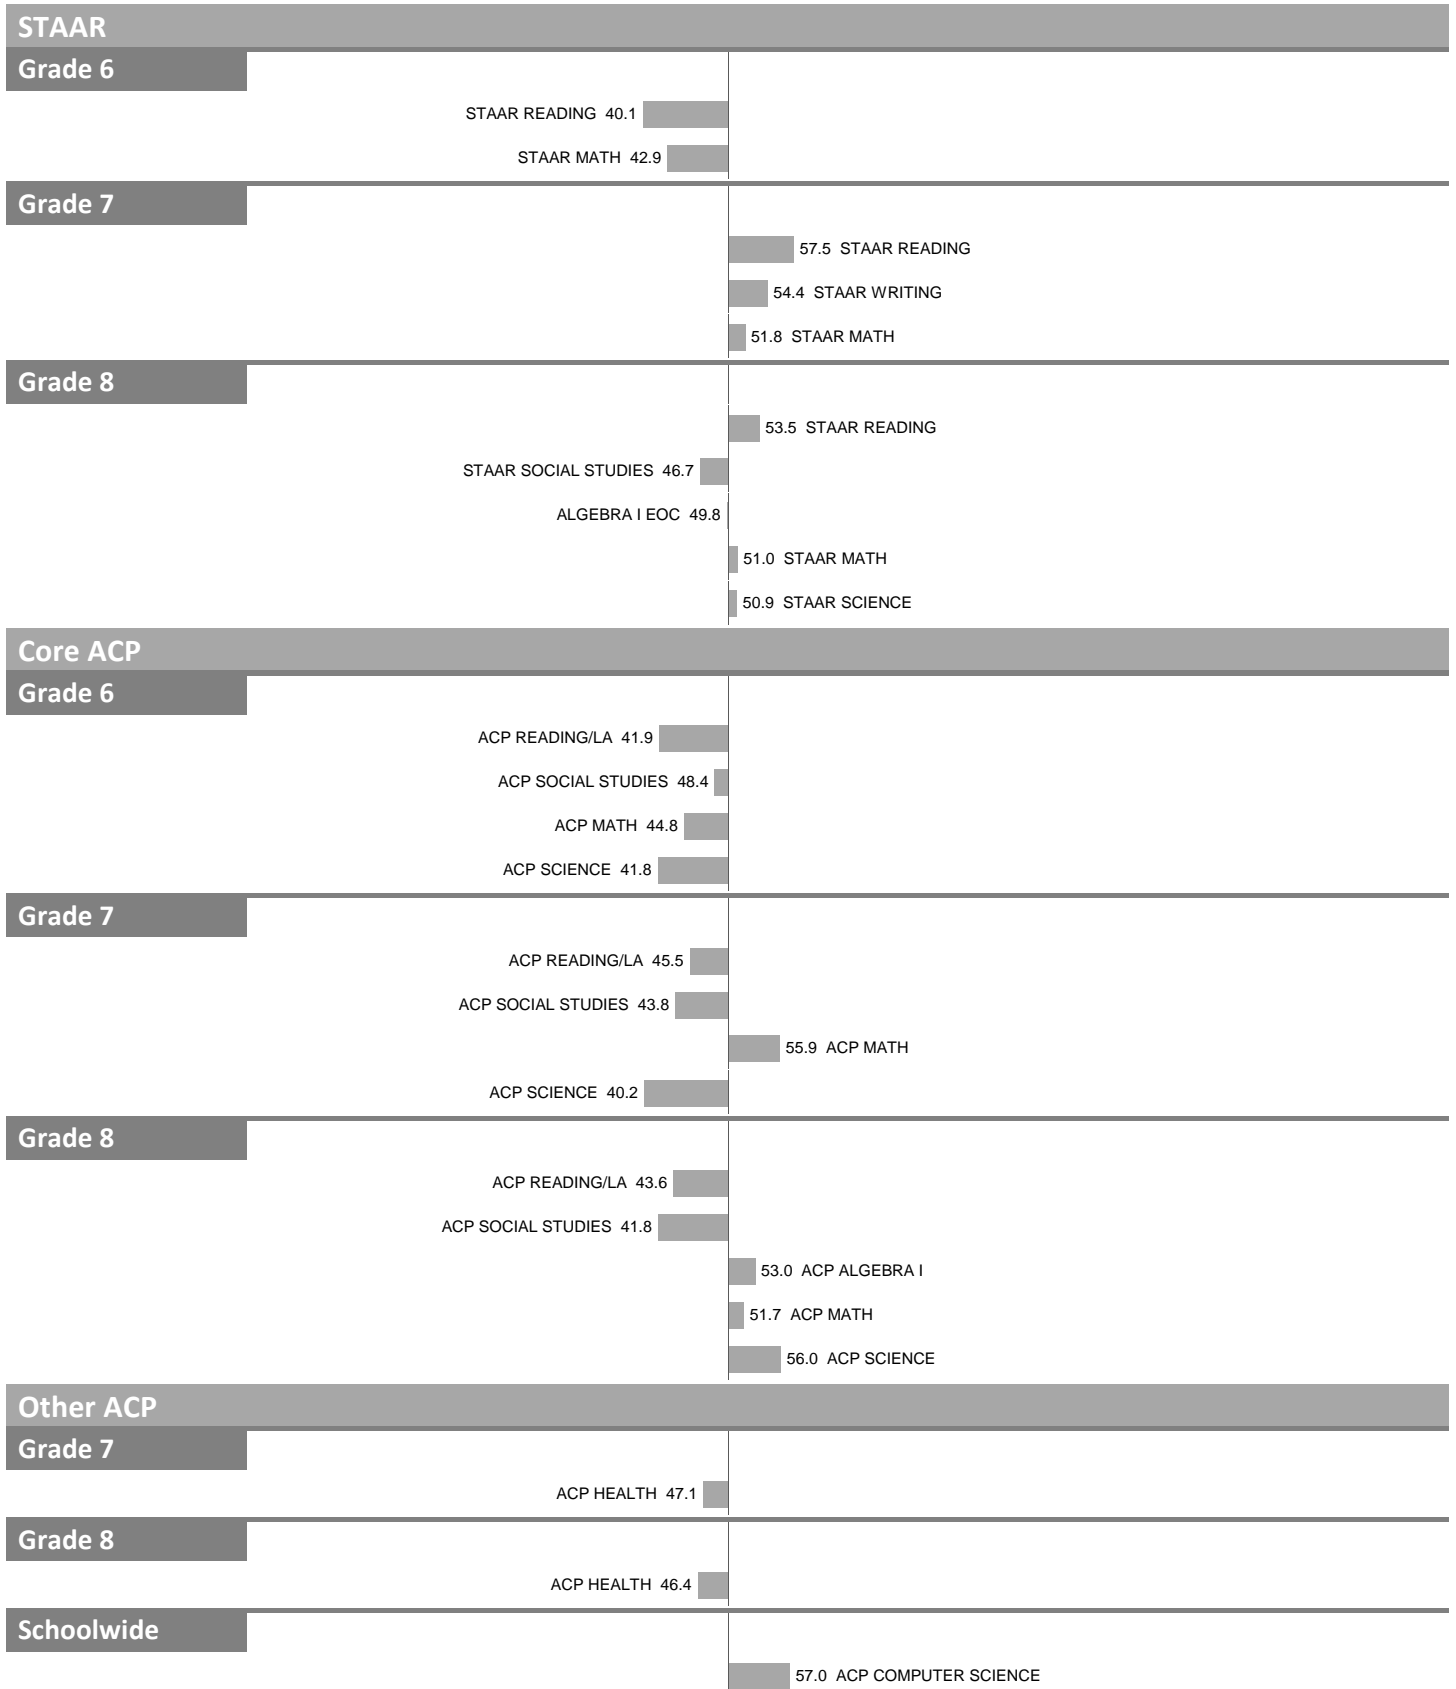 STAAR
Grade 6
STAAR READING 40.1
STAAR MATH 42.9
Grade 7
57.5 STAAR READING
54.4 STAAR WRITING
51.8 STAAR MATH
Grade 8
53.5 STAAR READING
STAAR SOCIAL STUDIES 46.7
ALGEBRA I EOC 49.8
51.0 STAAR MATH
50.9 STAAR SCIENCE
Core ACP
Grade 6
ACP READING/LA 41.9
ACP SOCIAL STUDIES 48.4
ACP MATH 44.8
ACP SCIENCE 41.8
Grade 7
ACP READING/LA 45.5
ACP SOCIAL STUDIES 43.8
55.9 ACP MATH
ACP SCIENCE 40.2
Grade 8
ACP READING/LA 43.6
ACP SOCIAL STUDIES 41.8
53.0 ACP ALGEBRA I
51.7 ACP MATH
56.0 ACP SCIENCE
Other ACP
Grade 7
ACP HEALTH 47.1
Grade 8
ACP HEALTH 46.4
Schoolwide
57.0 ACP COMPUTER SCIENCE